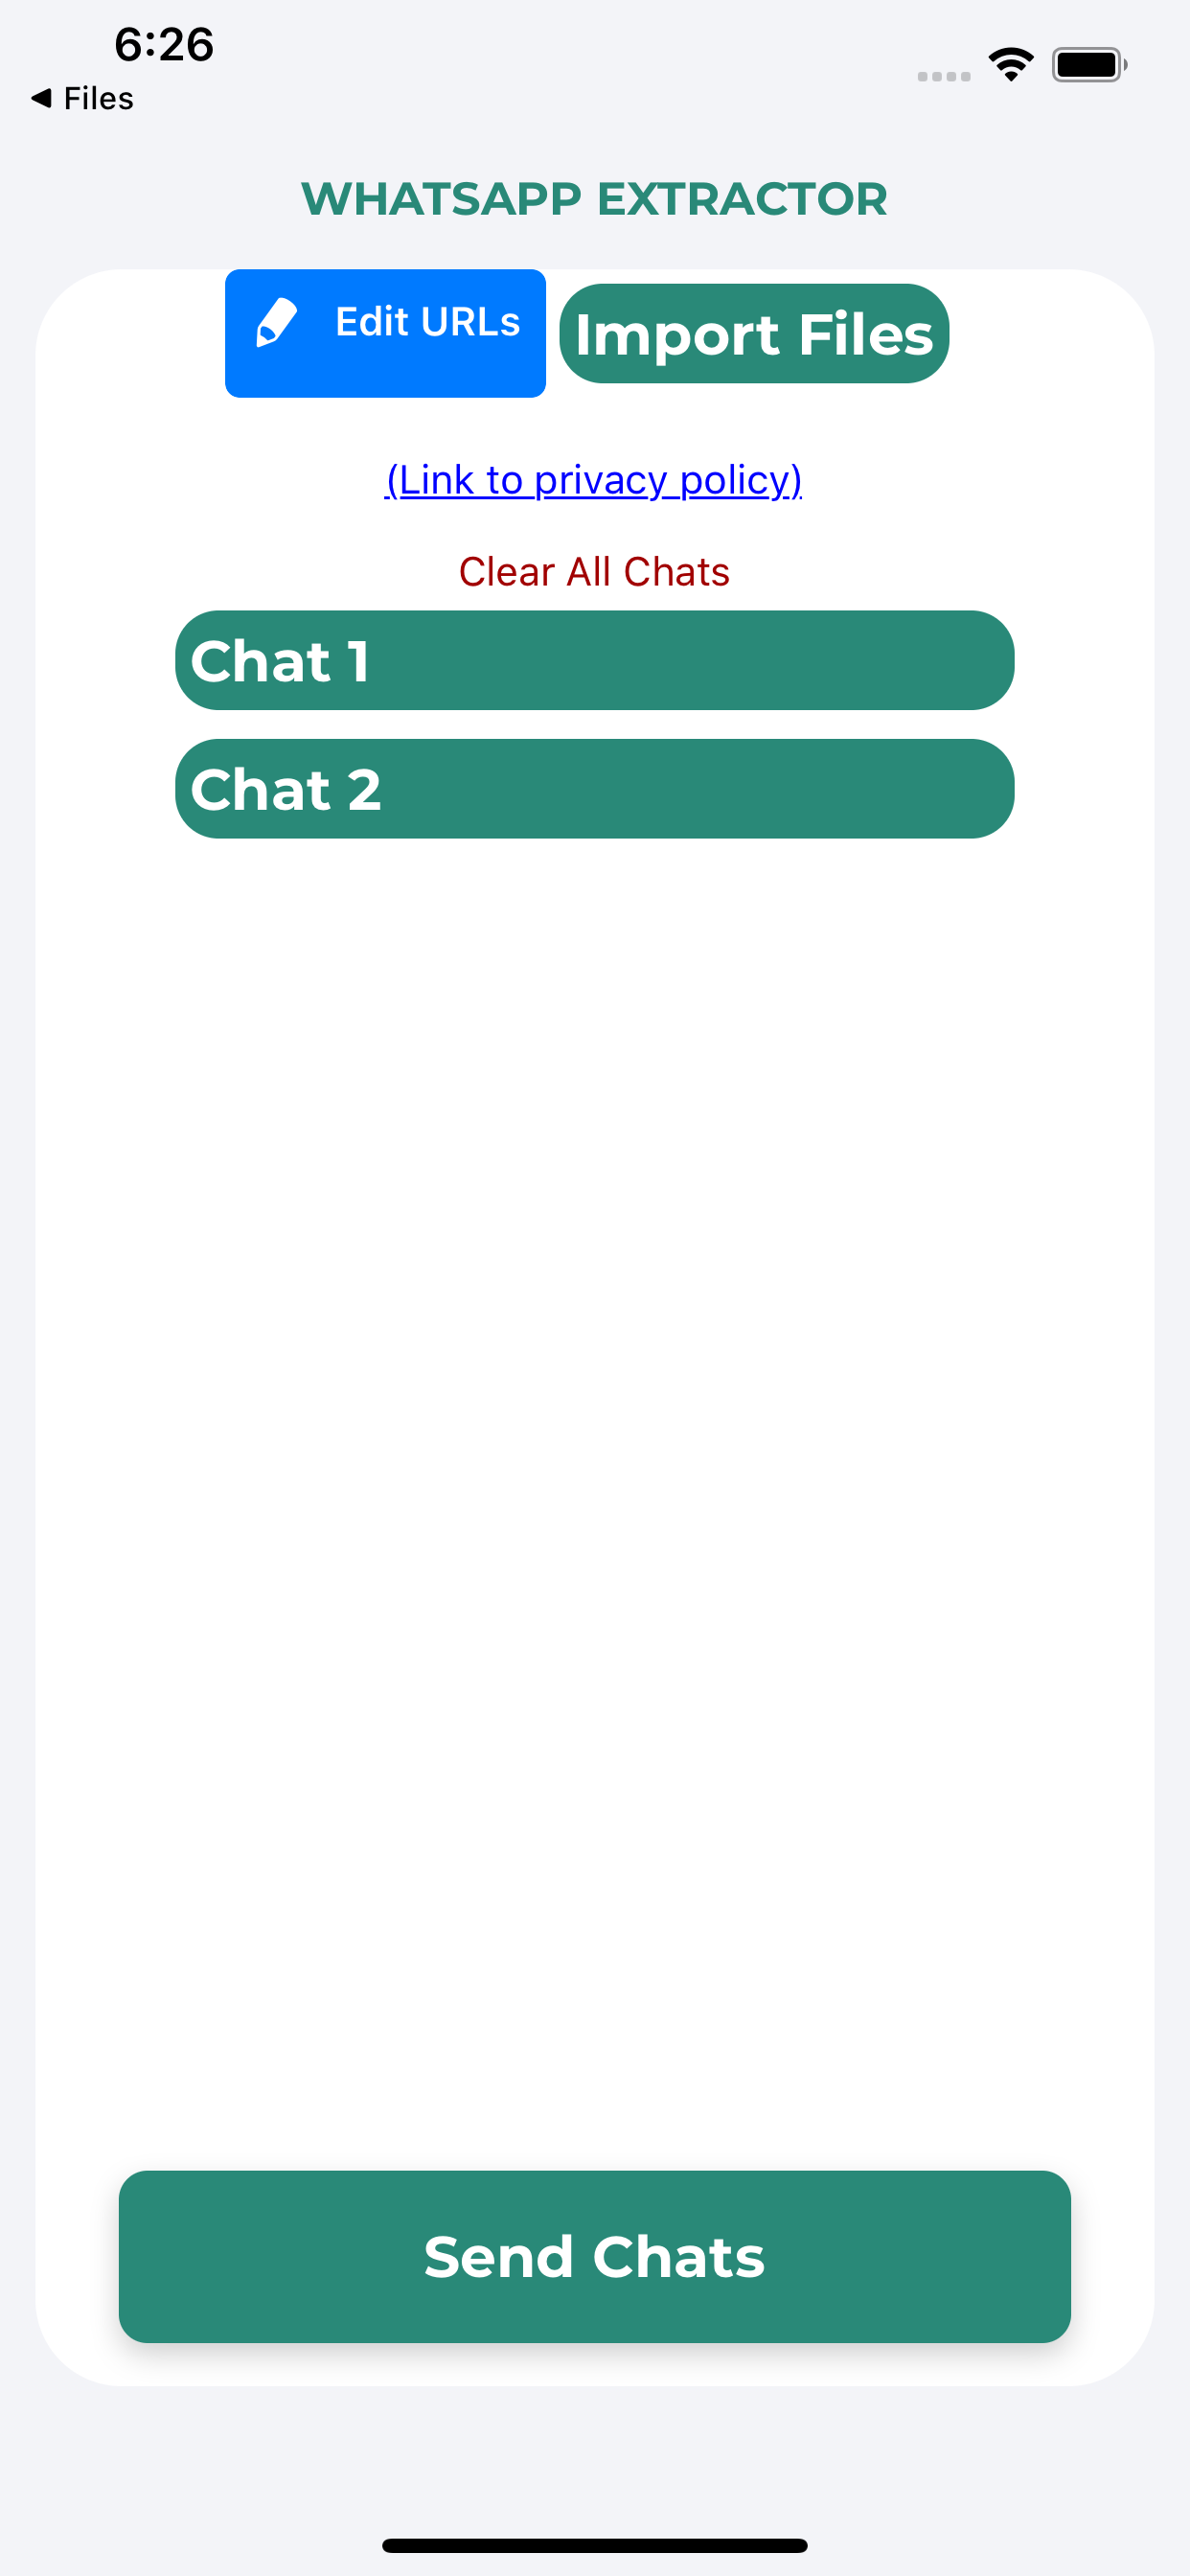 6:26
Files
WHATSAPP EXTRACTOR
Edit URLs
Import Files
(Link to privacy policy)
Clear All Chats
Chat 1
Chat 2
Send Chats